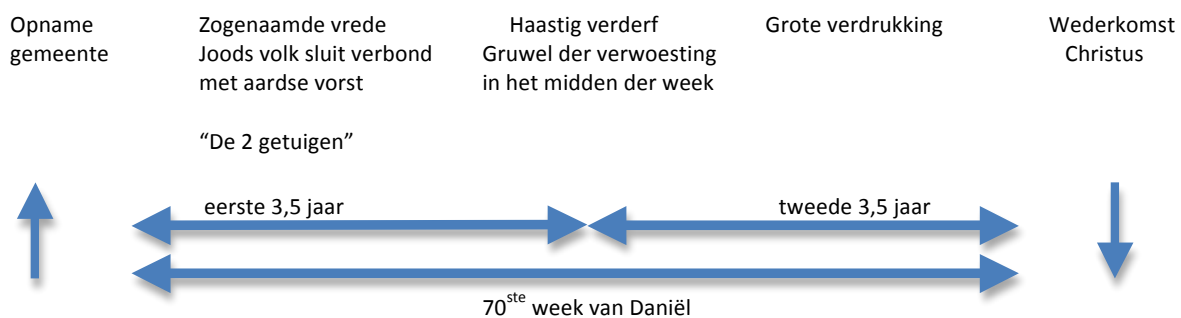 Opname
gemeente
Zogenaamde vrede
Joods volk sluit verbond
met aardse vorst
“De 2 getuigen”
Haastig verderf
Gruwel der verwoesting
in het midden der week
Grote verdrukking
Wederkomst
Christus
eerste 3,5 jaar
tweede 3,5 jaar
70ste week van Daniël